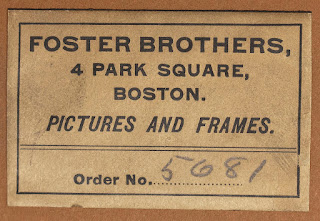 FOSTER BROTHERS,
4 PARK SQUARE,
BOSTON.
PICTURES AND FRAMES.
Order No. 5681